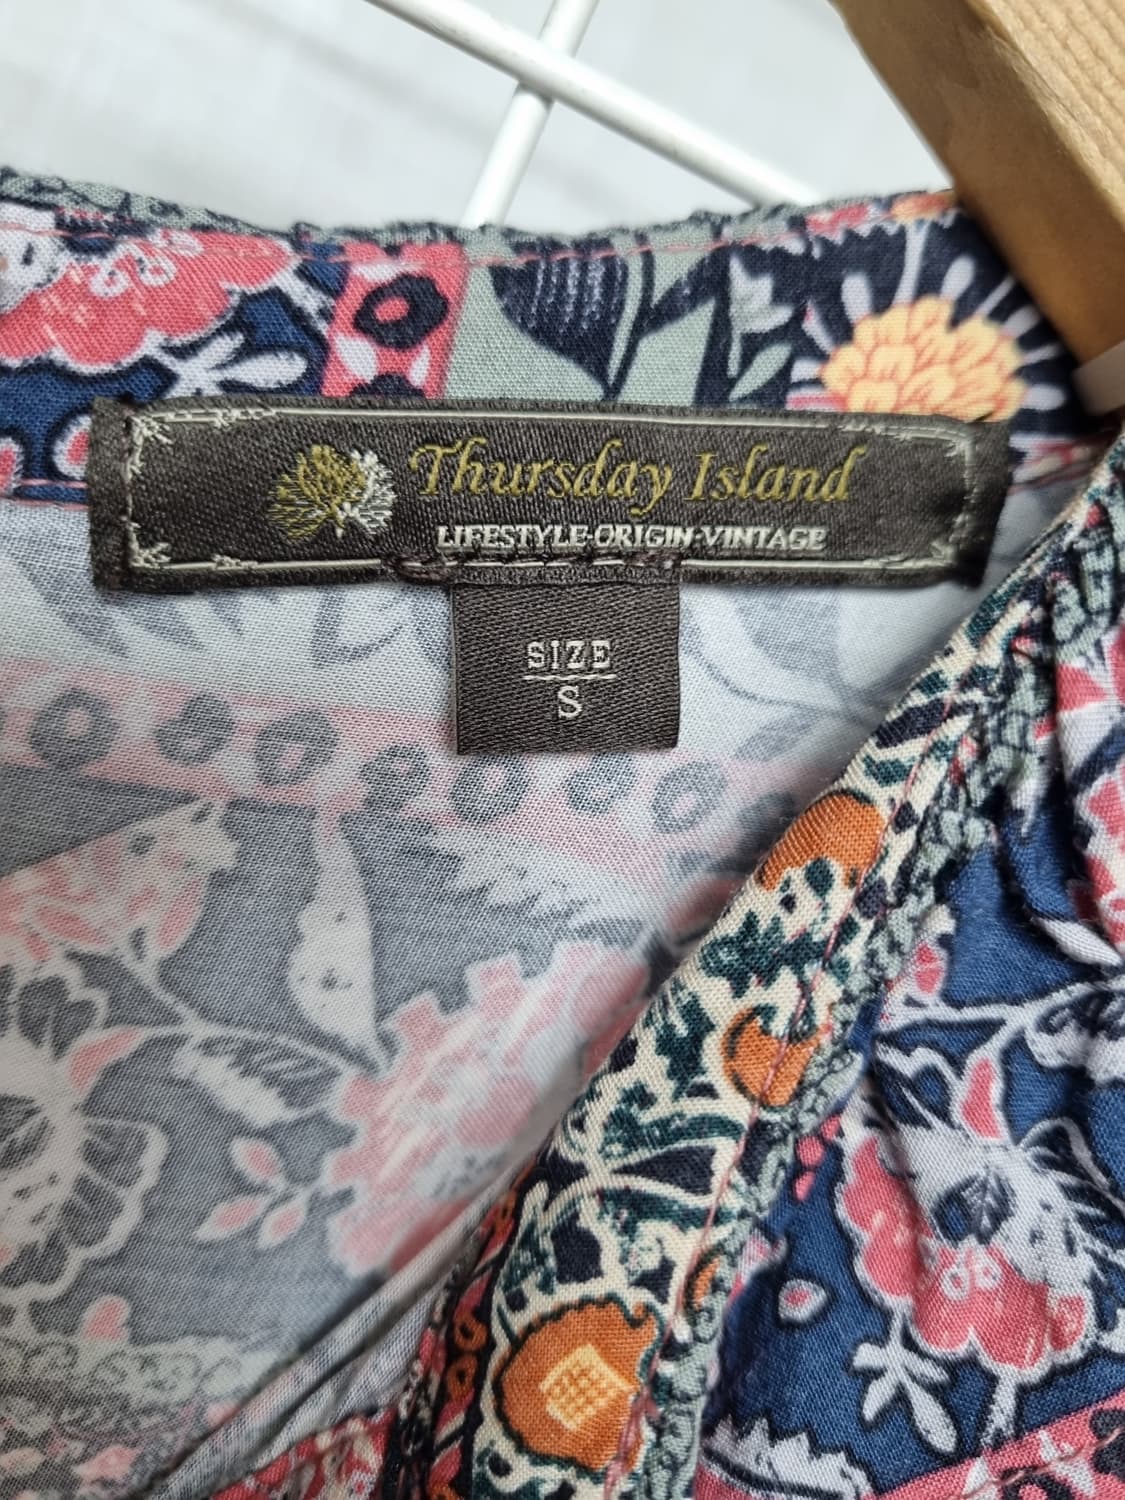 Thursday Island
LIFESTYLE·ORIGIN·VINTAGE
SIZE
S